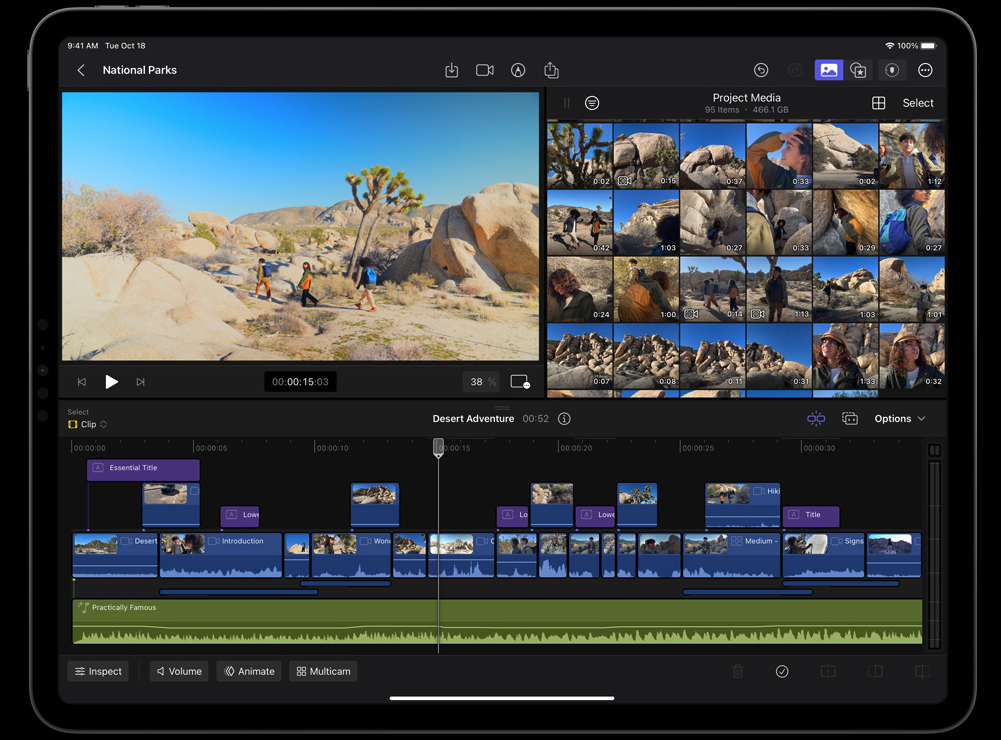 9:41 AM Tue Oct 18
100%
National Parks
Project Media
95 Items · 466.1 GB
Select
0:02 0:15 0:37 0:33 0:02 1:12
0:42 1:03 0:27 0:33 0:29 0:27
0:24 1:00 0:14 1:13 1:03 1:01
0:07 0:08 0:11 0:31 1:33 0:32
00:00:15:03
38 %
Select
Clip
Desert Adventure 00:52
Options
00:00:00 00:00:05 00:00:10 00:00:15 00:00:20 00:00:25 00:00:30
Essential Title
Hiki
Lowe Lo Lowe Title
Desert Introduction Won C Medium - Signs
Practically Famous
Inspect Volume Animate Multicam